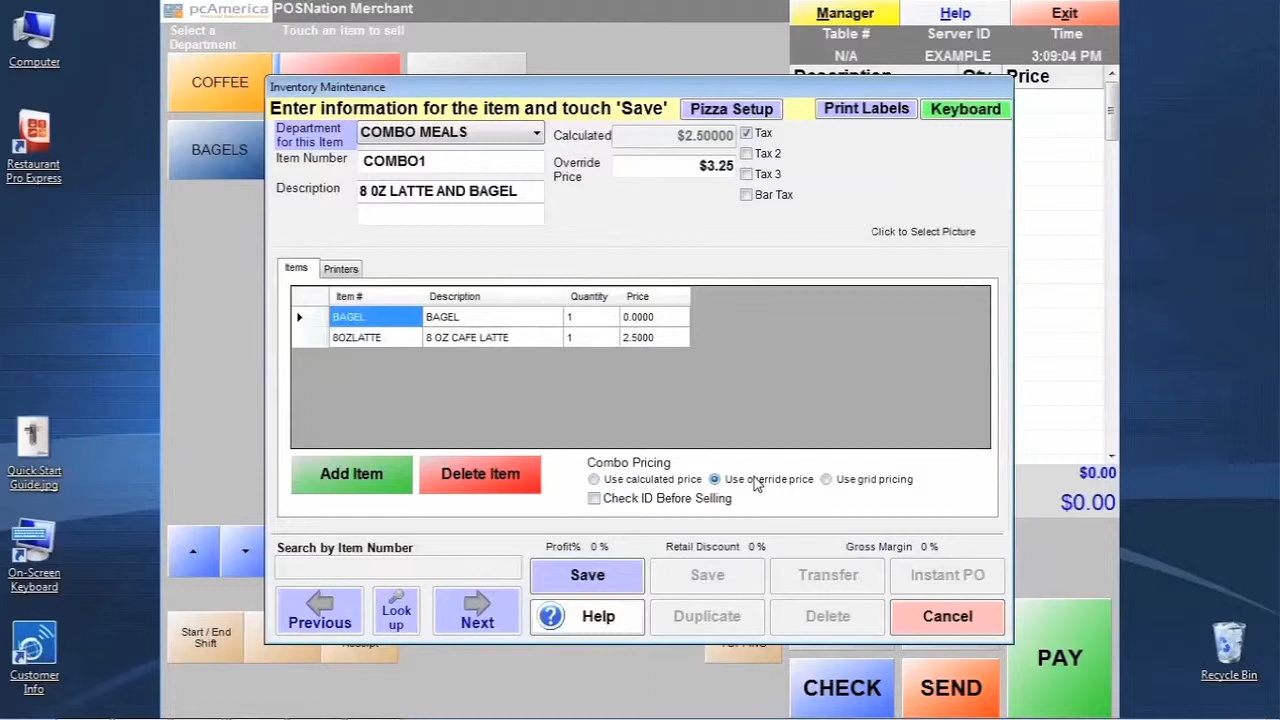 Computer
Restaurant
Pro Express
Quick Start
Guide.jpg
On-Screen
Keyboard
Customer
Info
Recycle Bin
pcAmerica
POSNation Merchant
Select a
Department
Touch an Item to sell
Manager
Help
Exit
Table #
Server ID
Time
N/A
EXAMPLE
3:09:04 PM
Description
Qty
Price
COFFEE
BAGELS
Inventory Maintenance
Enter information for the item and touch 'Save'
Pizza Setup
Print Labels
Keyboard
Department
for this Item
COMBO MEALS
Item Number
COMBO1
Description
8 0Z LATTE AND BAGEL
Calculated
$2.50000
Override
Price
$3.25
Tax
Tax 2
Tax 3
Bar Tax
Click to Select Picture
Items
Printers
Item # Description Quantity Price
BAGEL BAGEL 1 0.0000
8OZLATTE 8 OZ CAFE LATTE 1 2.5000
Add Item
Delete Item
Combo Pricing
Use calculated price
Use override price
Use grid pricing
Check ID Before Selling
Search by Item Number
Profit% 0 %
Retail Discount 0 %
Gross Margin 0 %
Save
Save
Transfer
Instant PO
Previous
Look
up
Next
Help
Duplicate
Delete
Cancel
$0.00
$0.00
Start / End
Shift
CHECK
SEND
PAY